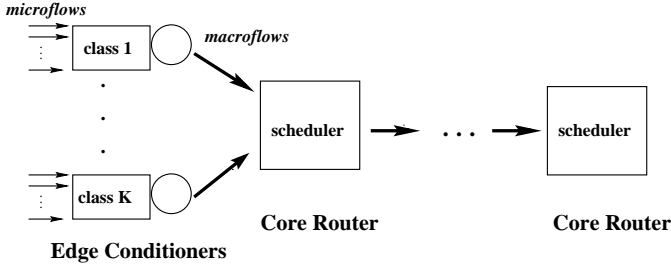 microflows
class 1
macroflows
scheduler
scheduler
class K
Core Router
Core Router
Edge Conditioners